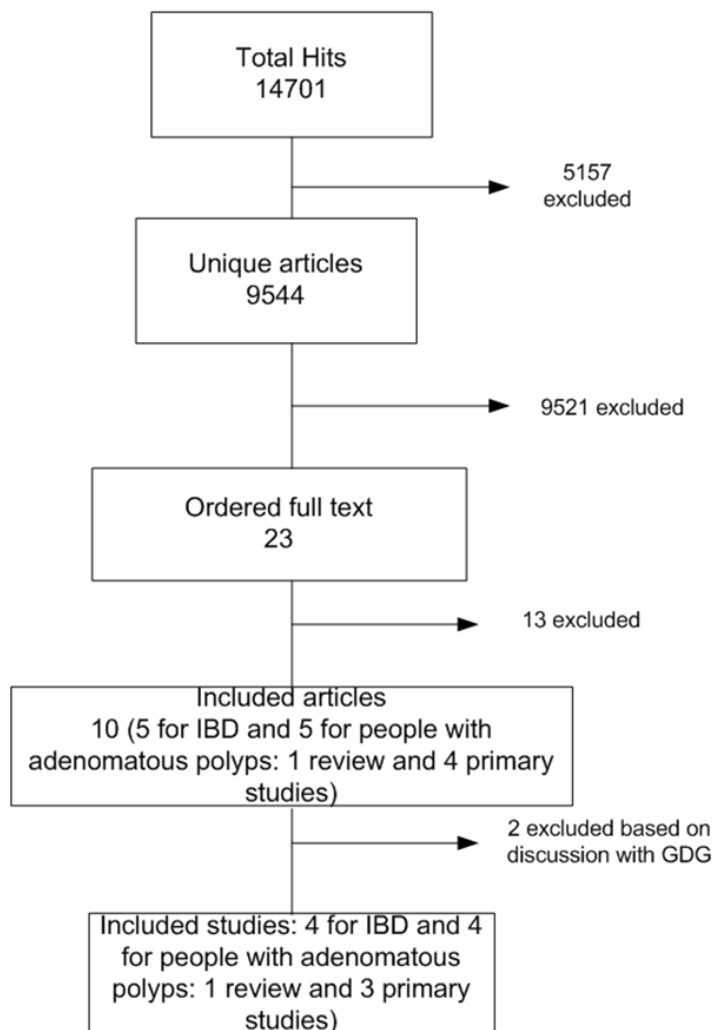 Total Hits
14701
5157
excluded
Unique articles
9544
9521 excluded
Ordered full text
23
13 excluded
Included articles
10 (5 for IBD and 5 for people with
adenomatous polyps: 1 review and 4 primary
studies)
2 excluded based on
discussion with GDG
Included studies: 4 for IBD and 4
for people with adenomatous
polyps: 1 review and 3 primary
studies)